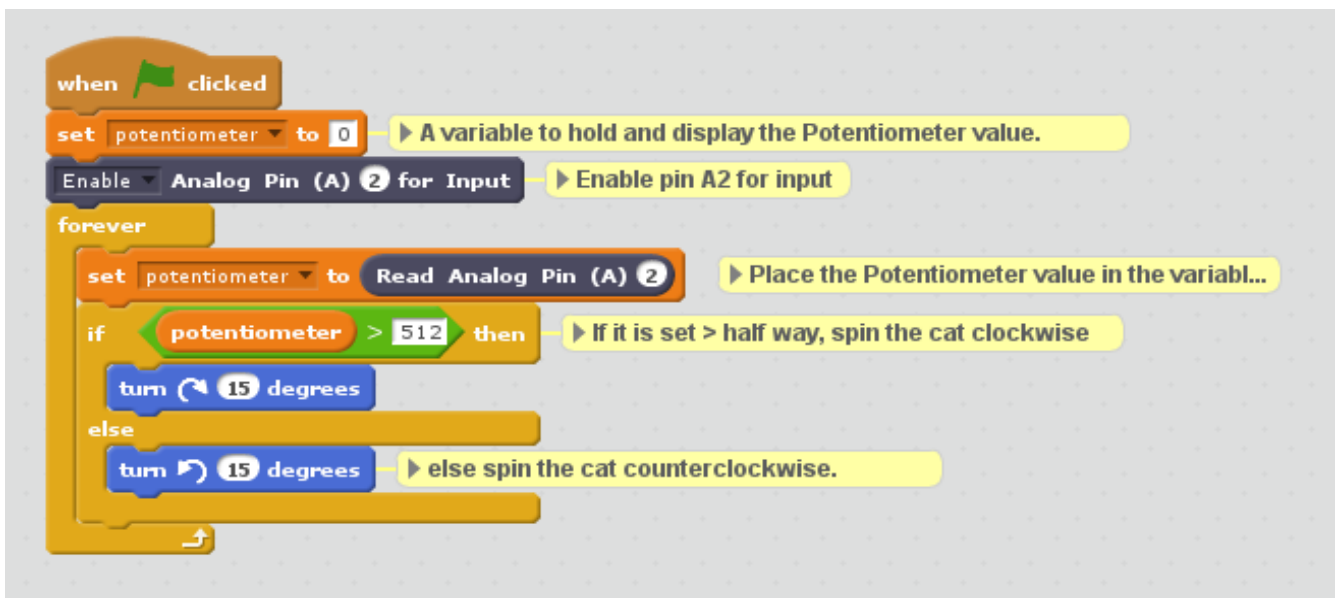 when clicked
set potentiometer to 0 A variable to hold and display the Potentiometer value.
Enable Analog Pin (A) 2 for Input Enable pin A2 for input
forever
set potentiometer to Read Analog Pin (A) 2 Place the Potentiometer value in the variabl...
if potentiometer > 512 then If it is set > half way, spin the cat clockwise
turn 15 degrees
else
turn 15 degrees else spin the cat counterclockwise.